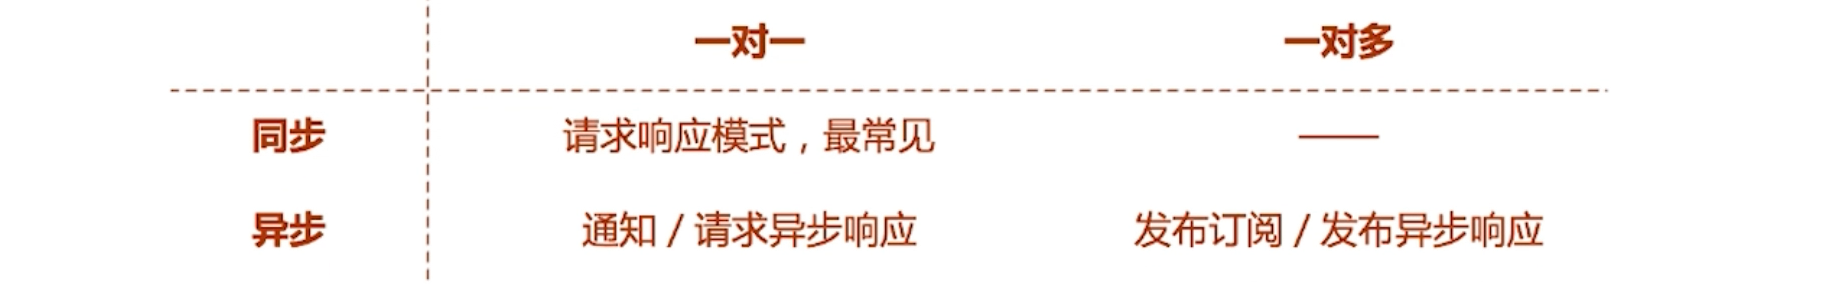 一对一 一对多
同步 请求响应模式，最常见 ——
异步 通知 / 请求异步响应 发布订阅 / 发布异步响应